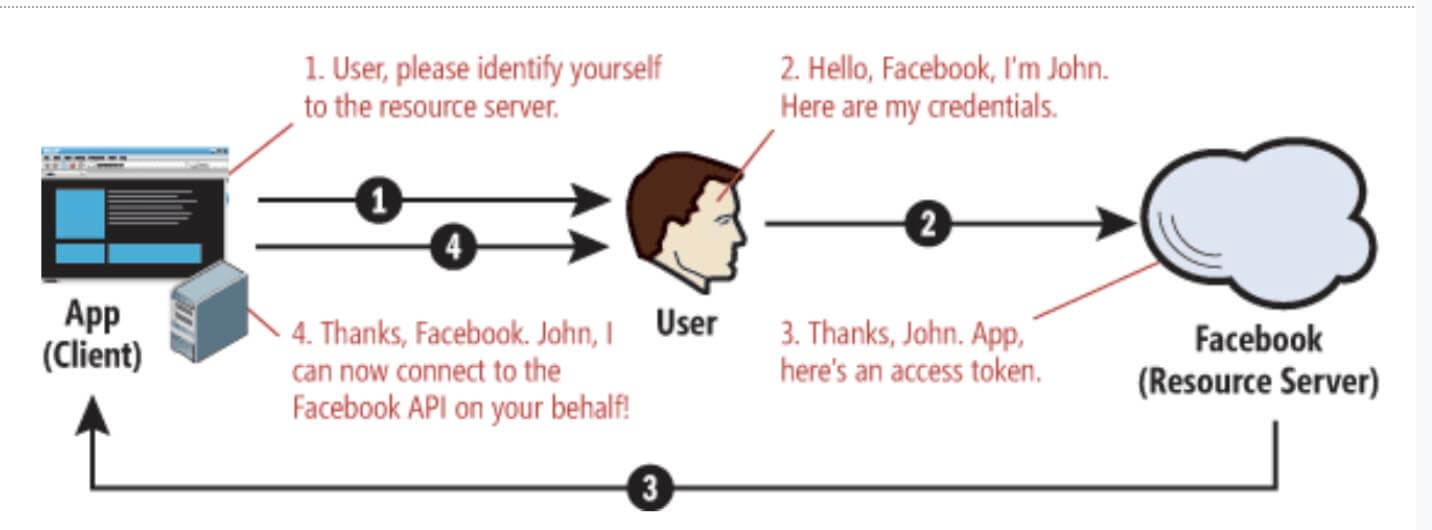 1. User, please identify yourself
to the resource server.
2. Hello, Facebook, I'm John.
Here are my credentials.
1
4
2
App
(Client)
4. Thanks, Facebook. John, I
can now connect to the
Facebook API on your behalf!
User
3. Thanks, John. App,
here's an access token.
Facebook
(Resource Server)
3